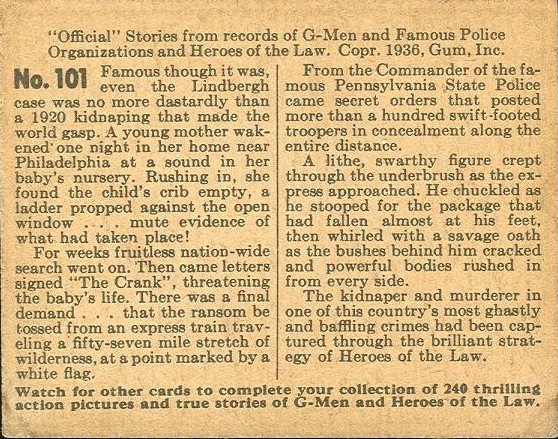 "Official" Stories from records of G-Men and Famous Police
Organizations and Heroes of the Law. Copr. 1936, Gum, Inc.
No. 101 Famous though it was,
even the Lindbergh
case was no more dastardly than
a 1920 kidnaping that made the
world gasp. A young mother wak-
ened one night in her home near
Philadelphia at a sound in her
baby's nursery. Rushing in, she
found the child's crib empty, a
ladder propped against the open
window . . . . mute evidence of
what had taken place!
For weeks fruitless nation-wide
search went on. Then came letters
signed "The Crank", threatening
the baby's life. There was a final
demand . . . that the ransom be
tossed from an express train trav-
eling a fifty-seven mile stretch of
wilderness, at a point marked by a
white flag.
From the Commander of the fa-
mous Pennsylvania State Police
came secret orders that posted
more than a hundred swift-footed
troopers in concealment along the
entire distance.
A lithe, swarthy figure crept
through the underbrush as the ex-
press approached. He chuckled as
he stooped for the package that
had fallen almost at his feet,
then whirled with a savage oath
as the bushes behind him cracked
and powerful bodies rushed in
from every side.
The kidnaper and murderer in
one of this country's most ghastly
and baffling crimes had been cap-
tured through the brilliant strat-
egy of Heroes of the Law.
Watch for other cards to complete your collection of 240 thrilling
action pictures and true stories of G-Men and Heroes of the Law.